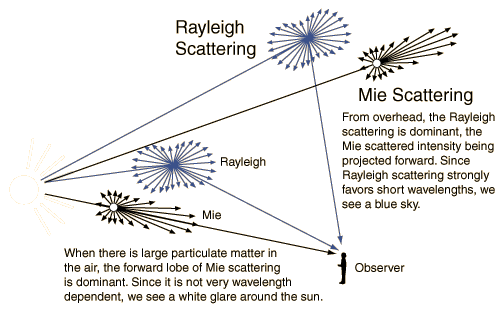 Rayleigh
Scattering
Mie Scattering
From overhead, the Rayleigh
scattering is dominant, the
Mie scattered intensity being
projected forward. Since
Rayleigh scattering strongly
favors short wavelengths, we
see a blue sky.
Rayleigh
Mie
When there is large particulate matter in
the air, the forward lobe of Mie scattering
is dominant. Since it is not very wavelength
dependent, we see a white glare around the sun.
Observer